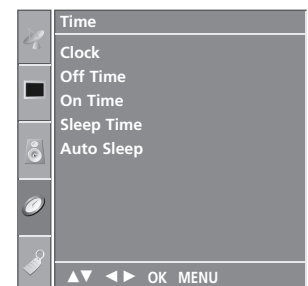 Time
Clock
Off Time
On Time
Sleep Time
Auto Sleep
▲▼ ◄► OK MENU